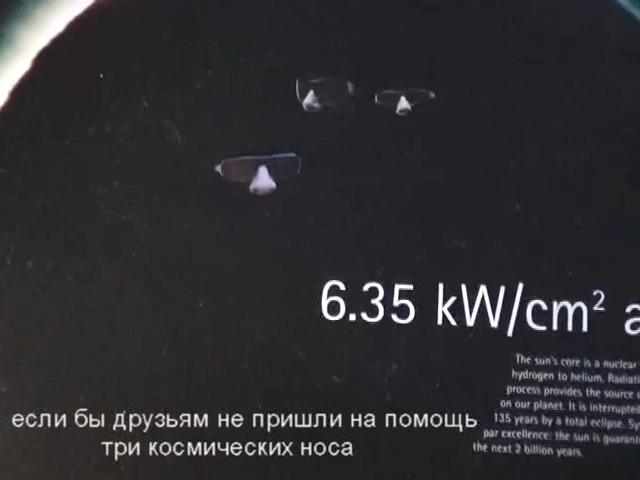 6.35 kW/cm² a
The sun's core is a nuclear
hydrogen to helium. Radiati
process provides the source o
on our planet. It is interrupte
135 years by a total eclipse. Sy
par excellence: the sun is guaran
the next 2 billion years.
если бы друзьям не пришли на помощь
три космических носа